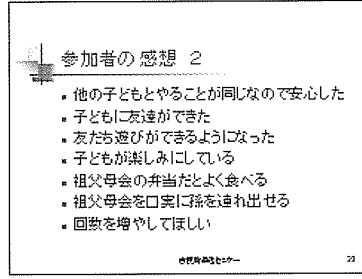 参加者の感想 2
他の子どもとやることが同じなので安心した
子どもに友達ができた
友だち遊びができるようになった
子どもが楽しみにしている
祖父母会の弁当だとよく食べる
祖父母会を口実に孫を連れ出せる
回数を増やしてほしい